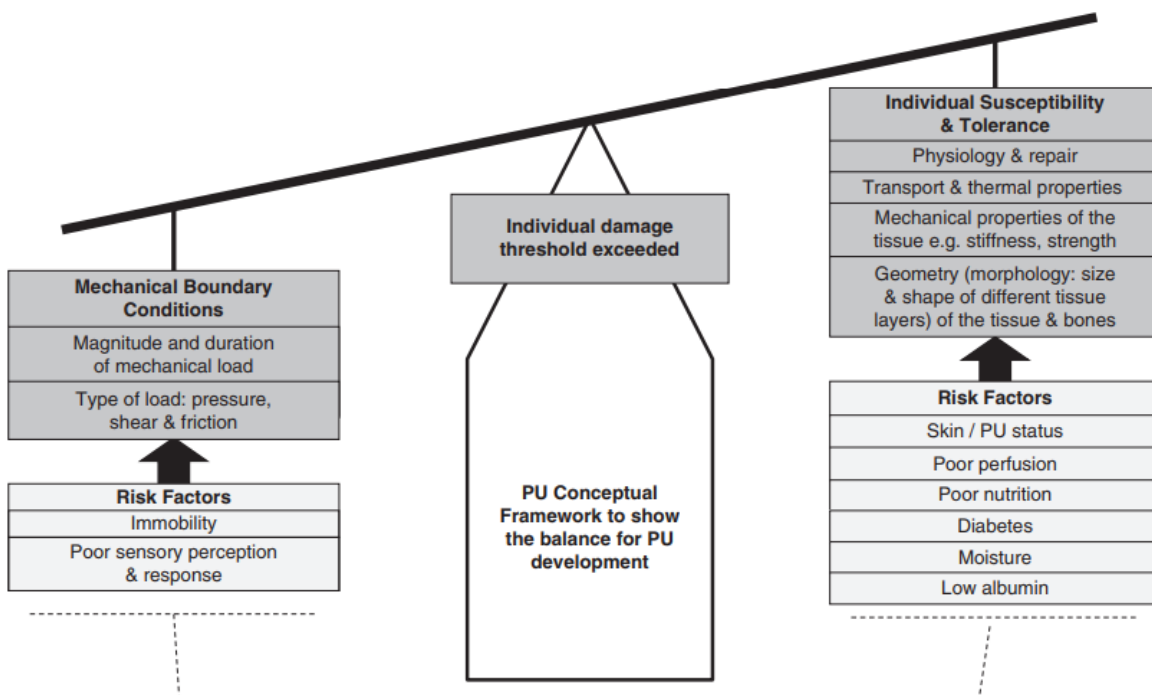 Mechanical Boundary
Conditions
Magnitude and duration
of mechanical load
Type of load: pressure,
shear & friction
Risk Factors
Immobility
Poor sensory perception
& response
Individual damage
threshold exceeded
PU Conceptual
Framework to show
the balance for PU
development
Individual Susceptibility
& Tolerance
Physiology & repair
Transport & thermal properties
Mechanical properties of the
tissue e.g. stiffness, strength
Geometry (morphology: size
& shape of different tissue
layers) of the tissue & bones
Risk Factors
Skin / PU status
Poor perfusion
Poor nutrition
Diabetes
Moisture
Low albumin